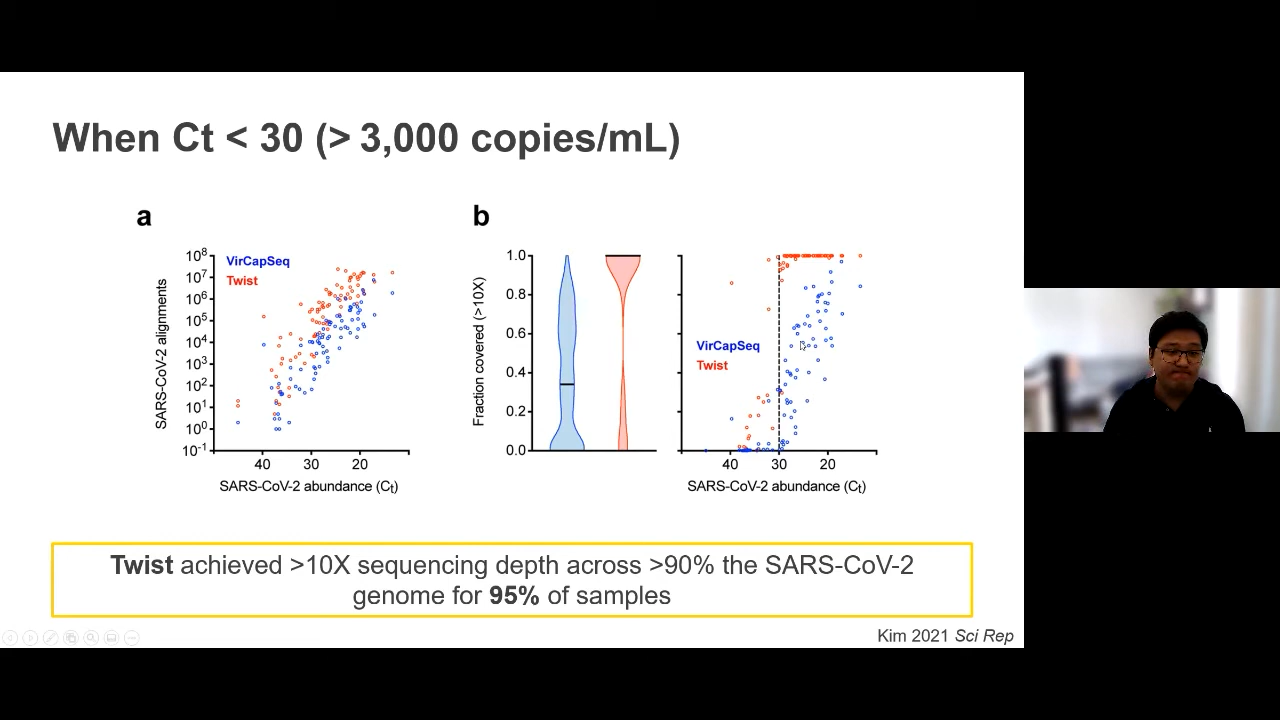 When Ct < 30 (> 3,000 copies/mL)
a
b
10⁸
10⁷
10⁶
10⁵
10⁴
10³
10²
10¹
10⁰
10⁻¹
SARS-CoV-2 alignments
VirCapSeq
Twist
40 30 20
SARS-CoV-2 abundance (Cₜ)
1.0
0.8
0.6
0.4
0.2
0.0
Fraction covered (>10X)
VirCapSeq
Twist
40 30 20
SARS-CoV-2 abundance (Cₜ)
Twist achieved >10X sequencing depth across >90% the SARS-CoV-2
genome for 95% of samples
Kim 2021 Sci Rep